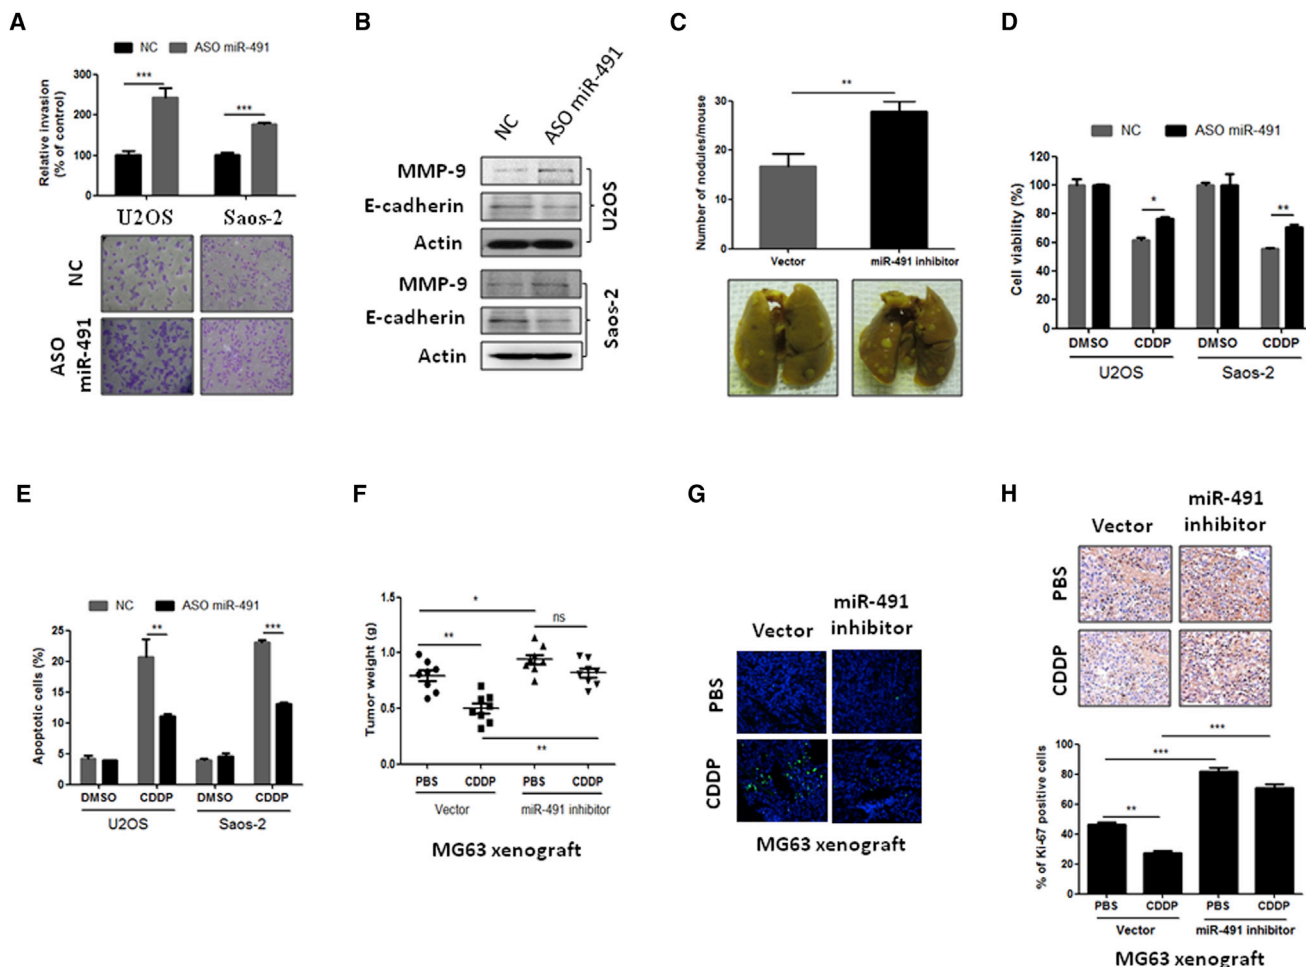 A
NC ASO miR-491
***
***
300
200
100
0
Relative invasion
(% of control)
U2OS Saos-2
NC
ASO
miR-491
B
NC ASO miR-491
MMP-9
E-cadherin
Actin
U2OS
MMP-9
E-cadherin
Actin
Saos-2
C
**
30
20
10
0
Number of nodules/mouse
Vector miR-491 inhibitor
D
NC ASO miR-491
120
100
80
60
40
20
0
Cell viability (%)
*
**
DMSO CDDP DMSO CDDP
U2OS Saos-2
E
NC ASO miR-491
25
20
15
10
5
0
Apoptotic cells (%)
**
***
DMSO CDDP DMSO CDDP
U2OS Saos-2
F
1.5
1.0
0.5
0.0
Tumor weight (g)
*
**
ns
**
PBS CDDP PBS CDDP
Vector miR-491 inhibitor
MG63 xenograft
G
Vector miR-491
inhibitor
PBS
CDDP
MG63 xenograft
H
Vector miR-491
inhibitor
PBS
CDDP
100
80
60
40
20
0
% of Ki-67 positive cells
***
***
**
PBS CDDP PBS CDDP
Vector miR-491 inhibitor
MG63 xenograft